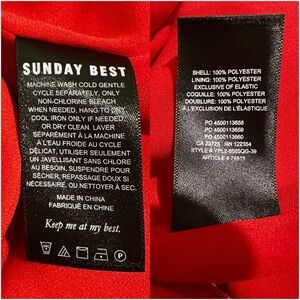 SUNDAY BEST
MACHINE WASH COLD GENTLE
CYCLE SEPARATELY, ONLY
NON-CHLORINE BLEACH
WHEN NEEDED, HANG TO DRY
COOL IRON ONLY IF NEEDED,
OR DRY CLEAN. LAVER
SÉPARÉMENT À LA MACHINE
À L'EAU FROIDE AU CYCLE
DÉLICAT, UTILISER SEULEMENT
UN JAVELLISANT SANS CHLORE
AU BESOIN, SUSPENDRE POUR
SÉCHER, REPASSAGE DOUX SI
NÉCESSAIRE, OU NETTOYER À SEC.
MADE IN CHINA
FABRIQUÉ EN CHINE
Keep me at my best.
SHELL: 100% POLYESTER
LINING: 100% POLYESTER
EXCLUSIVE OF ELASTIC
COQUILLE: 100% POLYESTER
DOUBLURE: 100% POLYESTER
À L'EXCLUSION DE L'ÉLASTIQUE
PO 4500113658
PO 4500113659
PO 4500113660
CA 23725 RN 122354
ARTICLE # 75515